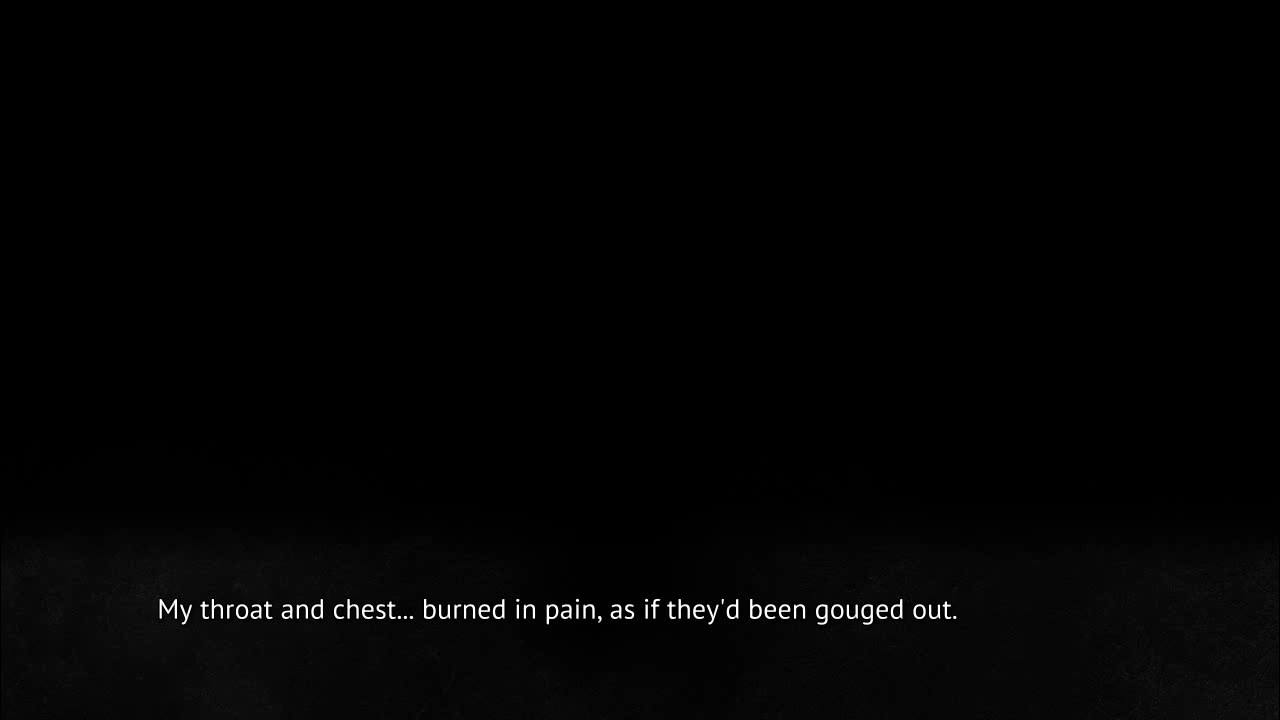 My throat and chest... burned in pain, as if they'd been gouged out.